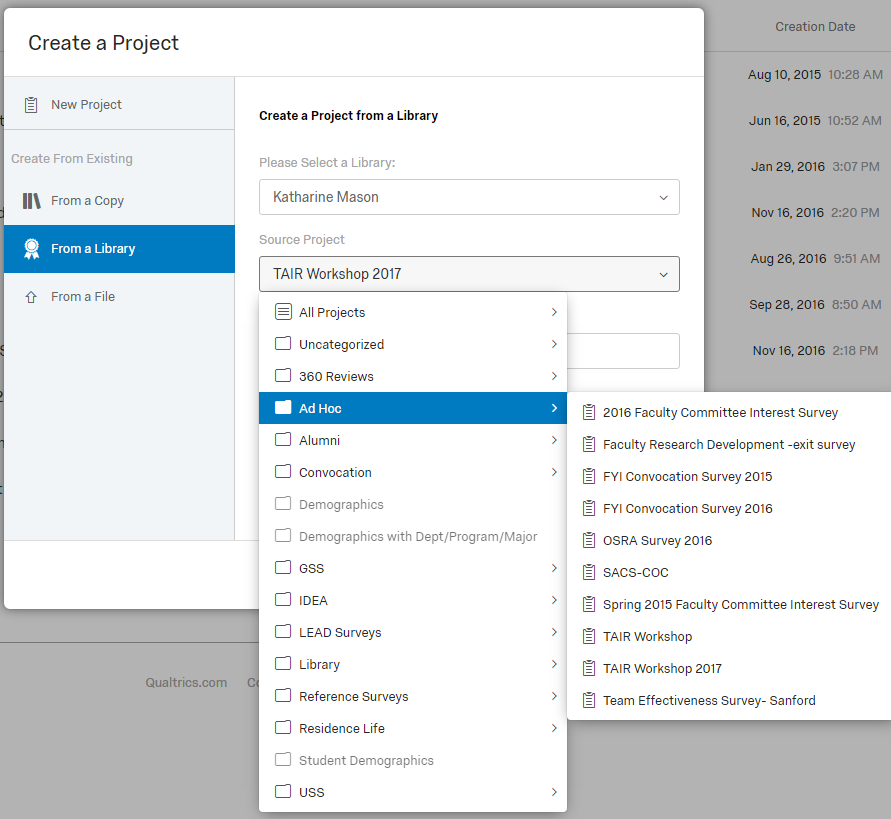 Create a Project
Creation Date
New Project
Create From Existing
From a Copy
From a Library
From a File
Create a Project from a Library
Please Select a Library:
Katharine Mason
Source Project
TAIR Workshop 2017
All Projects
Uncategorized
360 Reviews
Ad Hoc
Alumni
Convocation
Demographics
Demographics with Dept/Program/Major
GSS
IDEA
LEAD Surveys
Library
Reference Surveys
Residence Life
Student Demographics
USS
2016 Faculty Committee Interest Survey
Faculty Research Development -exit survey
FYI Convocation Survey 2015
FYI Convocation Survey 2016
OSRA Survey 2016
SACS-COC
Spring 2015 Faculty Committee Interest Survey
TAIR Workshop
TAIR Workshop 2017
Team Effectiveness Survey- Sanford
Aug 10, 2015 10:28 AM
Jun 16, 2015 10:52 AM
Jan 29, 2016 3:07 PM
Nov 16, 2016 2:20 PM
Aug 26, 2016 9:51 AM
Sep 28, 2016 8:50 AM
Nov 16, 2016 2:18 PM
Qualtrics.com